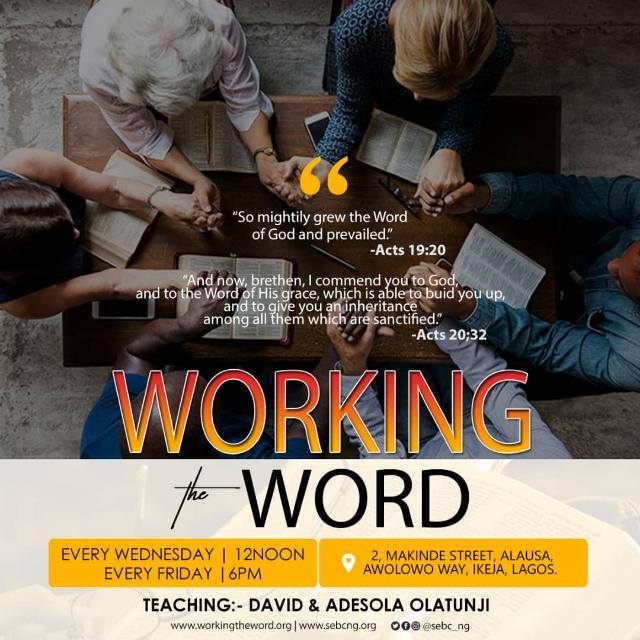 “So mightily grew the Word
of God and prevailed.”
-Acts 19:20
“And now, brethen, I commend you to God,
and to the Word of His grace, which is able to buid you up,
and to give you an inheritance
among all them which are sanctified.”
-Acts 20;32
WORKING
the WORD
EVERY WEDNESDAY | 12NOON
EVERY FRIDAY | 6PM
2, MAKINDE STREET, ALAUSA,
AWOLOWO WAY, IKEJA, LAGOS.
TEACHING:- DAVID & ADESOLA OLATUNJI
www.workingtheword.org | www.sebcng.org @sebc_ng